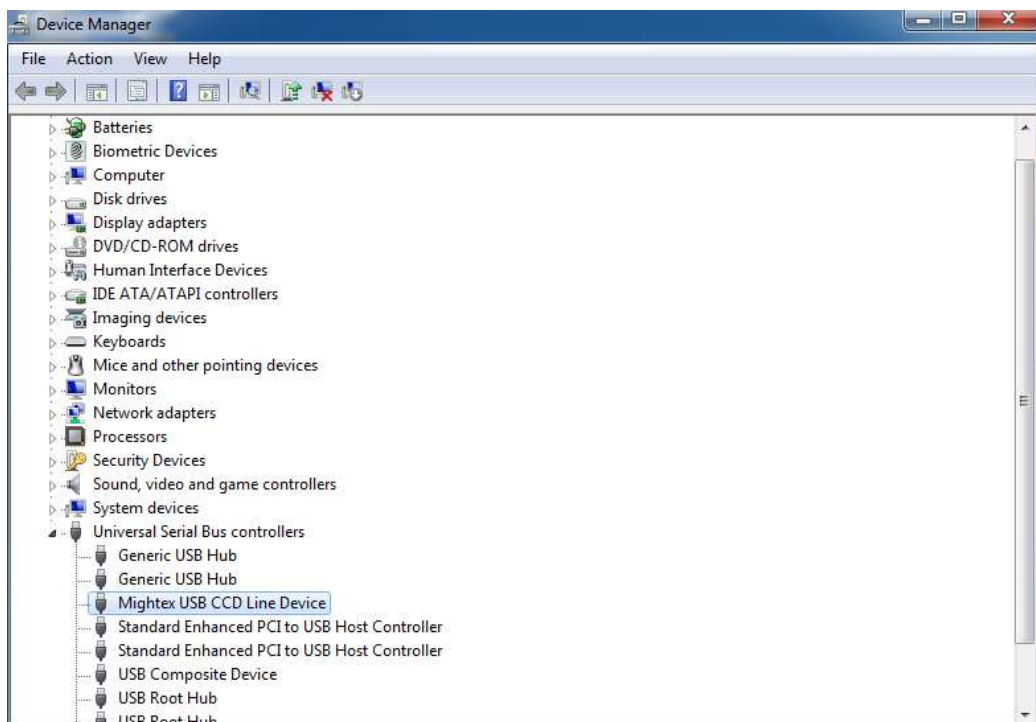 Device Manager
File Action View Help
Batteries
Biometric Devices
Computer
Disk drives
Display adapters
DVD/CD-ROM drives
Human Interface Devices
IDE ATA/ATAPI controllers
Imaging devices
Keyboards
Mice and other pointing devices
Monitors
Network adapters
Processors
Security Devices
Sound, video and game controllers
System devices
Universal Serial Bus controllers
Generic USB Hub
Generic USB Hub
Mightex USB CCD Line Device
Standard Enhanced PCI to USB Host Controller
Standard Enhanced PCI to USB Host Controller
USB Composite Device
USB Root Hub
USB Root Hub